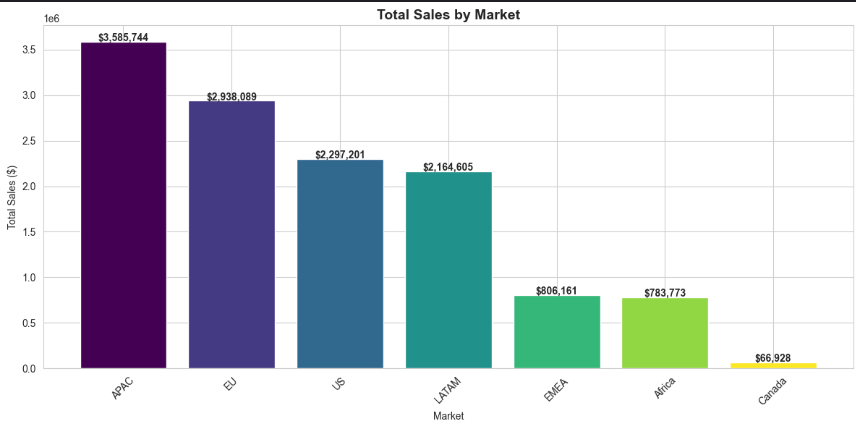 Total Sales by Market
1e6
$3,585,744
$2,938,089
$2,297,201
$2,164,605
$806,161
$783,773
$66,928
3.5
3.0
2.5
2.0
1.5
1.0
0.5
0.0
Total Sales ($)
APAC
EU
US
LATAM
EMEA
Africa
Canada
Market